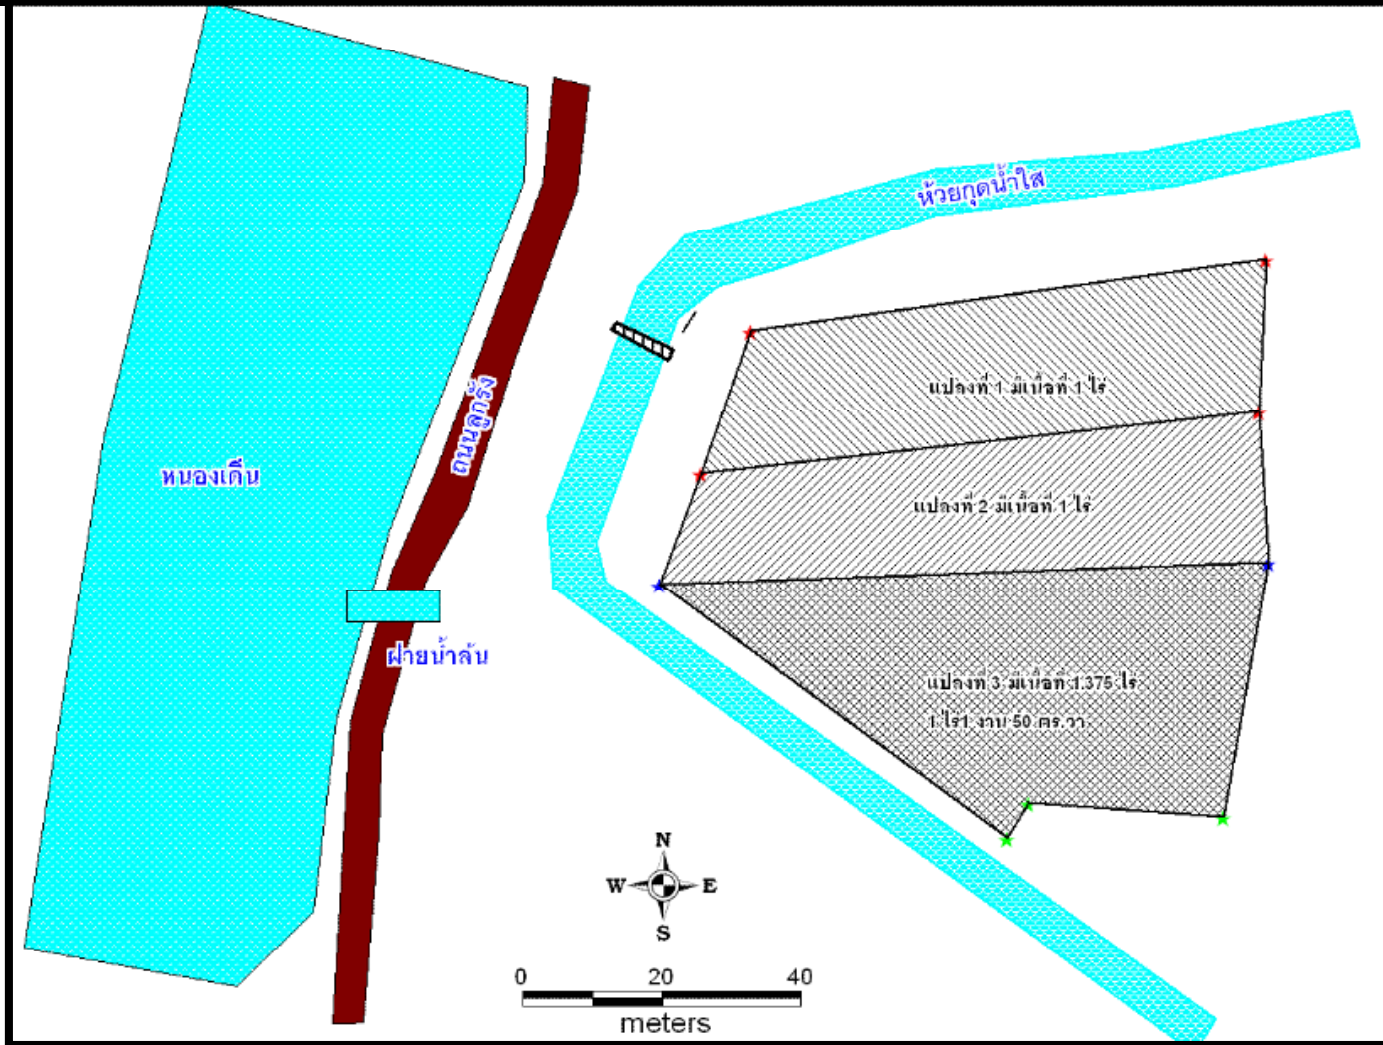 ห้วยกุดน้ำใส
แปลงที่ 1 มีเนื้อที่ 1 ไร่
ถนนลูกรัง
หนองเดิ่น
แปลงที่ 2 มีเนื้อที่ 1 ไร่
ฝายน้ำล้น
แปลงที่ 3 มีเนื้อที่ 1.375 ไร่
1 ไร่1 งาน 50 ตร.วา
N
W E
S
0 20 40
meters